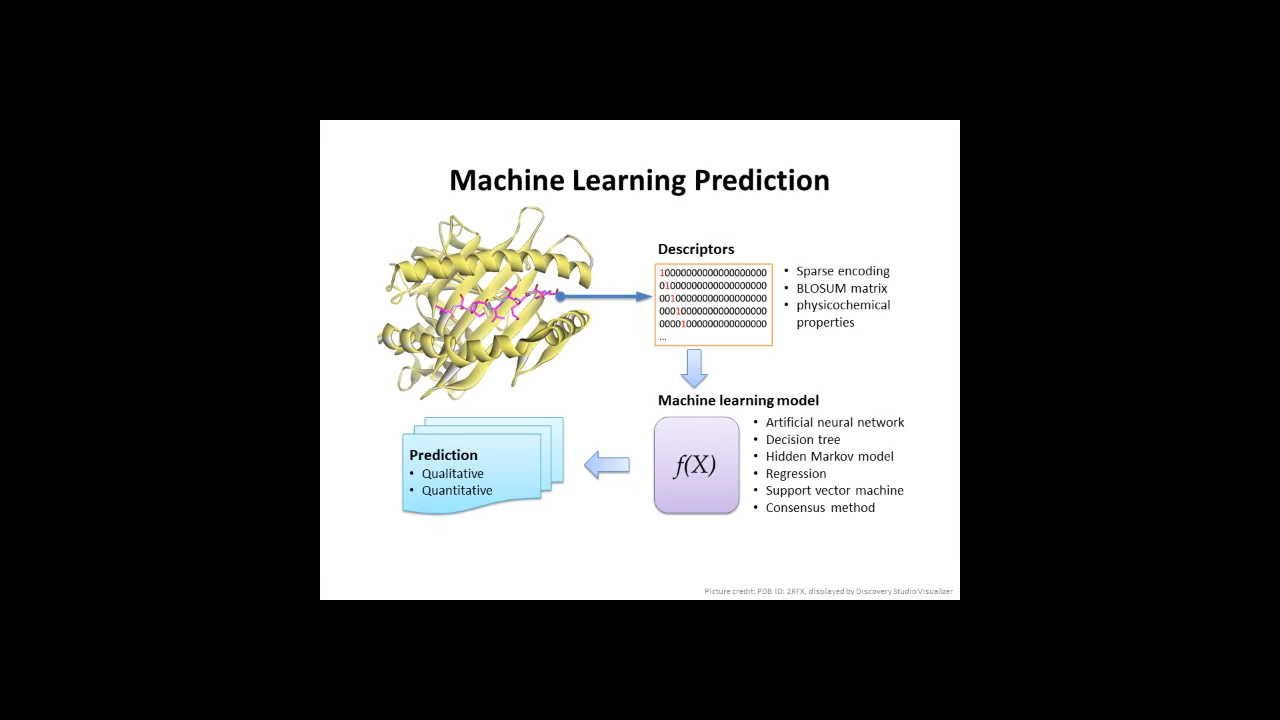 Machine Learning Prediction
Descriptors
10000000000000000000
01000000000000000000
00100000000000000000
00010000000000000000
00001000000000000000
...
• Sparse encoding
• BLOSUM matrix
• physicochemical
properties
Machine learning model
f(X)
• Artificial neural network
• Decision tree
• Hidden Markov model
• Regression
• Support vector machine
• Consensus method
Prediction
• Qualitative
• Quantitative
Picture credit: PDB ID: 2RFX, displayed by Discovery Studio Visualizer